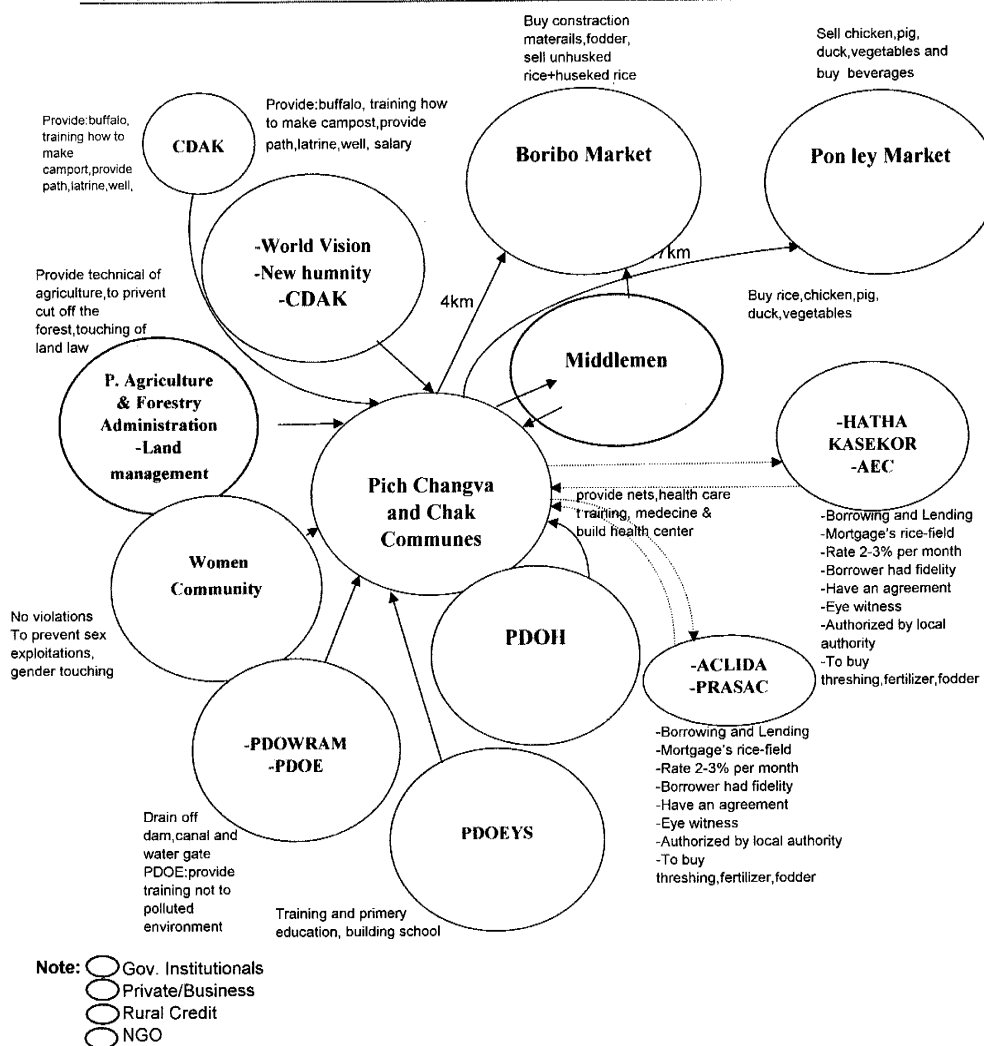 Buy constraction
materails,fodder,
sell unhusked
rice+huseked rice
Sell chicken,pig,
duck,vegetables and
buy beverages
Provide:buffalo,
training how to
make
camport,provide
path,latrine,well,
CDAK
Provide:buffalo, training how
to make campost,provide
path,latrine,well, salary
Boribo Market
Pon ley Market
-World Vision
-New humnity
-CDAK
4km
7km
Provide technical of
agriculture,to privent
cut off the
forest,touching of
land law
Buy rice,chicken,pig,
duck,vegetables
Middlemen
P. Agriculture
& Forestry
Administration
-Land
management
-HATHA
KASEKOR
-AEC
Pich Changva
and Chak
Communes
provide nets,health care
training, medecine &
build health center
-Borrowing and Lending
-Mortgage's rice-field
-Rate 2-3% per month
-Borrower had fidelity
-Have an agreement
-Eye witness
-Authorized by local
authority
-To buy
threshing,fertilizer,fodder
Women
Community
No violations
To prevent sex
exploitations,
gender touching
PDOH
-ACLIDA
-PRASAC
-Borrowing and Lending
-Mortgage's rice-field
-Rate 2-3% per month
-Borrower had fidelity
-Have an agreement
-Eye witness
-Authorized by local authority
-To buy
threshing,fertilizer,fodder
-PDOWRAM
-PDOE
Drain off
dam,canal and
water gate
PDOE:provide
training not to
polluted
environment
PDOEYS
Training and primery
education, building school
Note: Gov. Institutionals
Private/Business
Rural Credit
NGO